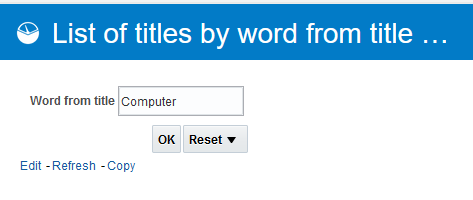 List of titles by word from title ...
Word from title Computer
OK Reset
Edit - Refresh - Copy